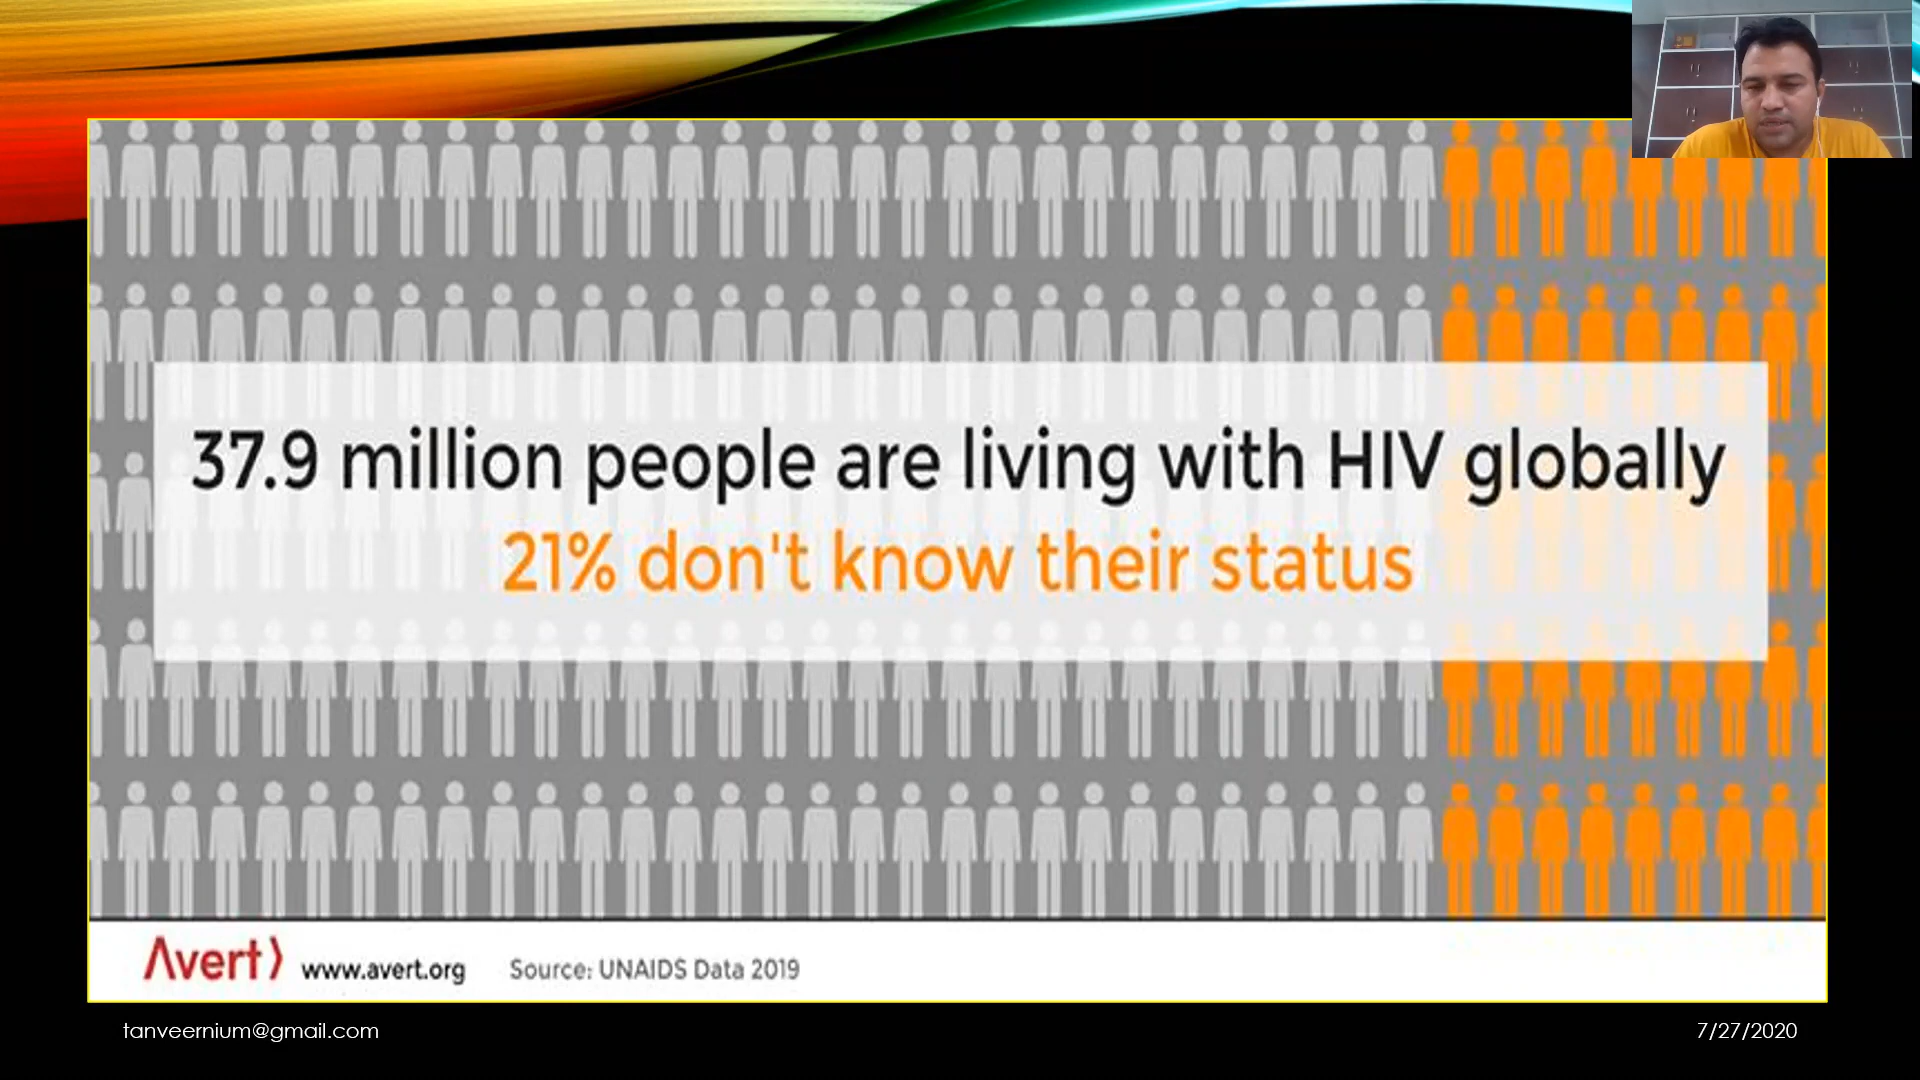 37.9 million people are living with HIV globally
21% don't know their status
Avert
www.avert.org
Source: UNAIDS Data 2019
tanveernium@gmail.com
7/27/2020